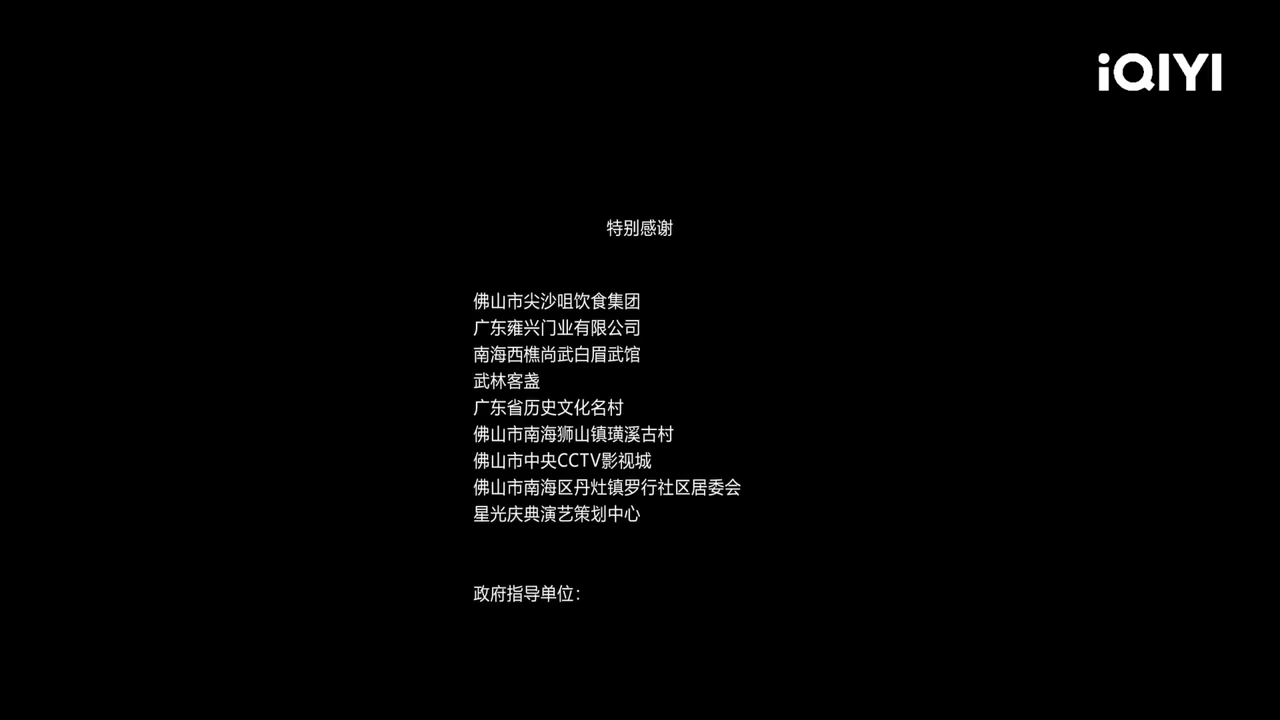 iQIYI
特别感谢
佛山市尖沙咀饮食集团
广东雍兴门业有限公司
南海西樵尚武白眉武馆
武林客盏
广东省历史文化名村
佛山市南海狮山镇璜溪古村
佛山市中央CCTV影视城
佛山市南海区丹灶镇罗行社区居委会
星光庆典演艺策划中心
政府指导单位：